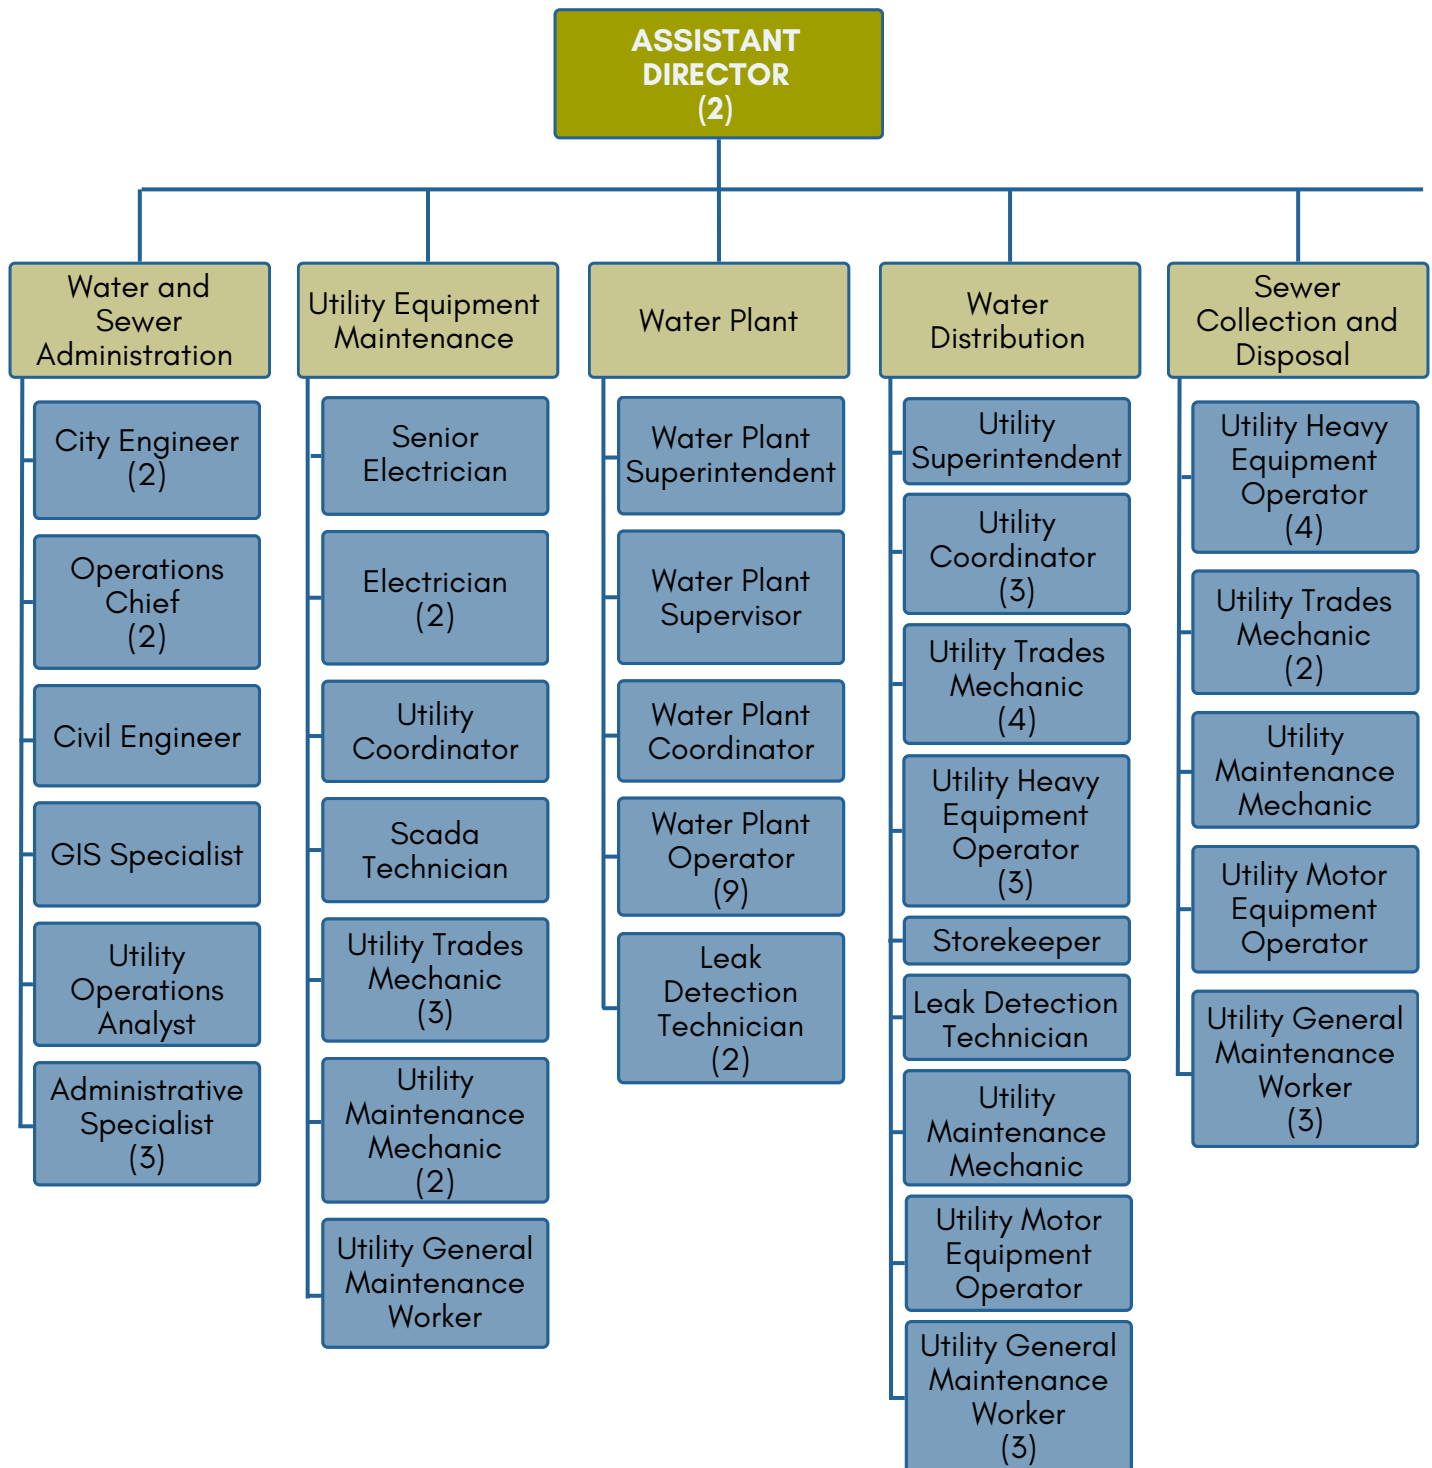 ASSISTANT
DIRECTOR
(2)
Water and
Sewer
Administration
City Engineer
(2)
Operations
Chief
(2)
Civil Engineer
GIS Specialist
Utility
Operations
Analyst
Administrative
Specialist
(3)
Utility Equipment
Maintenance
Senior
Electrician
Electrician
(2)
Utility
Coordinator
Scada
Technician
Utility Trades
Mechanic
(3)
Utility
Maintenance
Mechanic
(2)
Utility General
Maintenance
Worker
Water Plant
Water Plant
Superintendent
Water Plant
Supervisor
Water Plant
Coordinator
Water Plant
Operator
(9)
Leak
Detection
Technician
(2)
Water
Distribution
Utility
Superintendent
Utility
Coordinator
(3)
Utility Trades
Mechanic
(4)
Utility Heavy
Equipment
Operator
(3)
Storekeeper
Leak Detection
Technician
Utility
Maintenance
Mechanic
Utility Motor
Equipment
Operator
Utility General
Maintenance
Worker
(3)
Sewer
Collection and
Disposal
Utility Heavy
Equipment
Operator
(4)
Utility Trades
Mechanic
(2)
Utility
Maintenance
Mechanic
Utility Motor
Equipment
Operator
Utility General
Maintenance
Worker
(3)